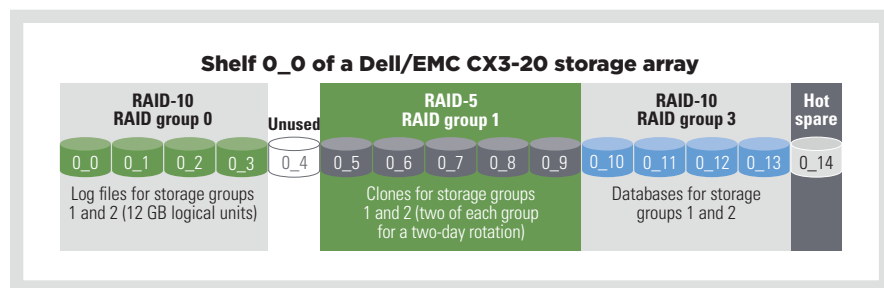 Shelf 0_0 of a Dell/EMC CX3-20 storage array
RAID-10
RAID group 0
Unused
RAID-5
RAID group 1
RAID-10
RAID group 3
Hot
spare
0_0 0_1 0_2 0_3 0_4 0_5 0_6 0_7 0_8 0_9 0_10 0_11 0_12 0_13 0_14
Log files for storage groups
1 and 2 (12 GB logical units)
Clones for storage groups
1 and 2 (two of each group
for a two-day rotation)
Databases for storage
groups 1 and 2